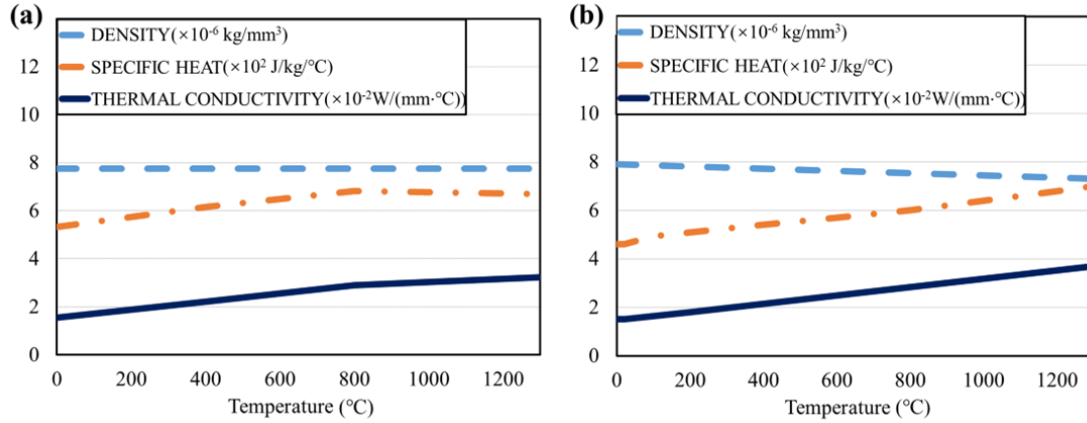 (a)
DENSITY(×10⁻⁶ kg/mm³)
SPECIFIC HEAT(×10² J/kg/℃)
THERMAL CONDUCTIVITY(×10⁻²W/(mm·℃))
12
10
8
6
4
2
0
0 200 400 600 800 1000 1200
Temperature (℃)
(b)
DENSITY(×10⁻⁶ kg/mm³)
SPECIFIC HEAT(×10² J/kg/℃)
THERMAL CONDUCTIVITY(×10⁻²W/(mm·℃))
12
10
8
6
4
2
0
0 200 400 600 800 1000 1200
Temperature (℃)